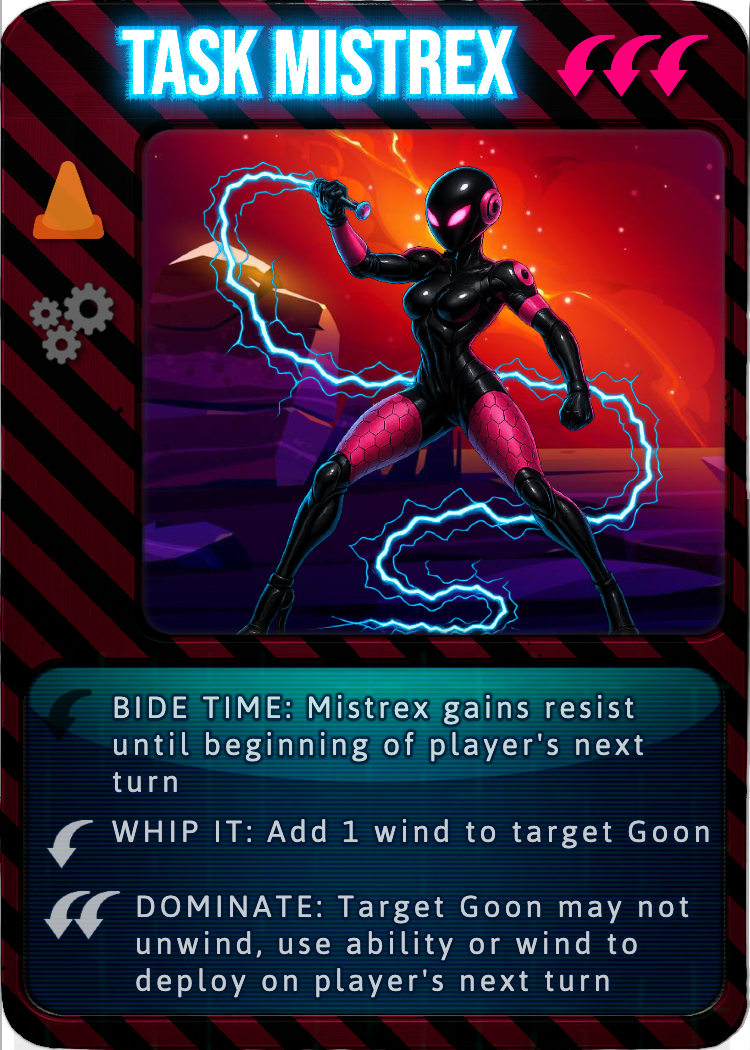 TASK MISTREX
BIDE TIME: Mistrex gains resist
until beginning of player's next
turn
WHIP IT: Add 1 wind to target Goon
DOMINATE: Target Goon may not
unwind, use ability or wind to
deploy on player's next turn